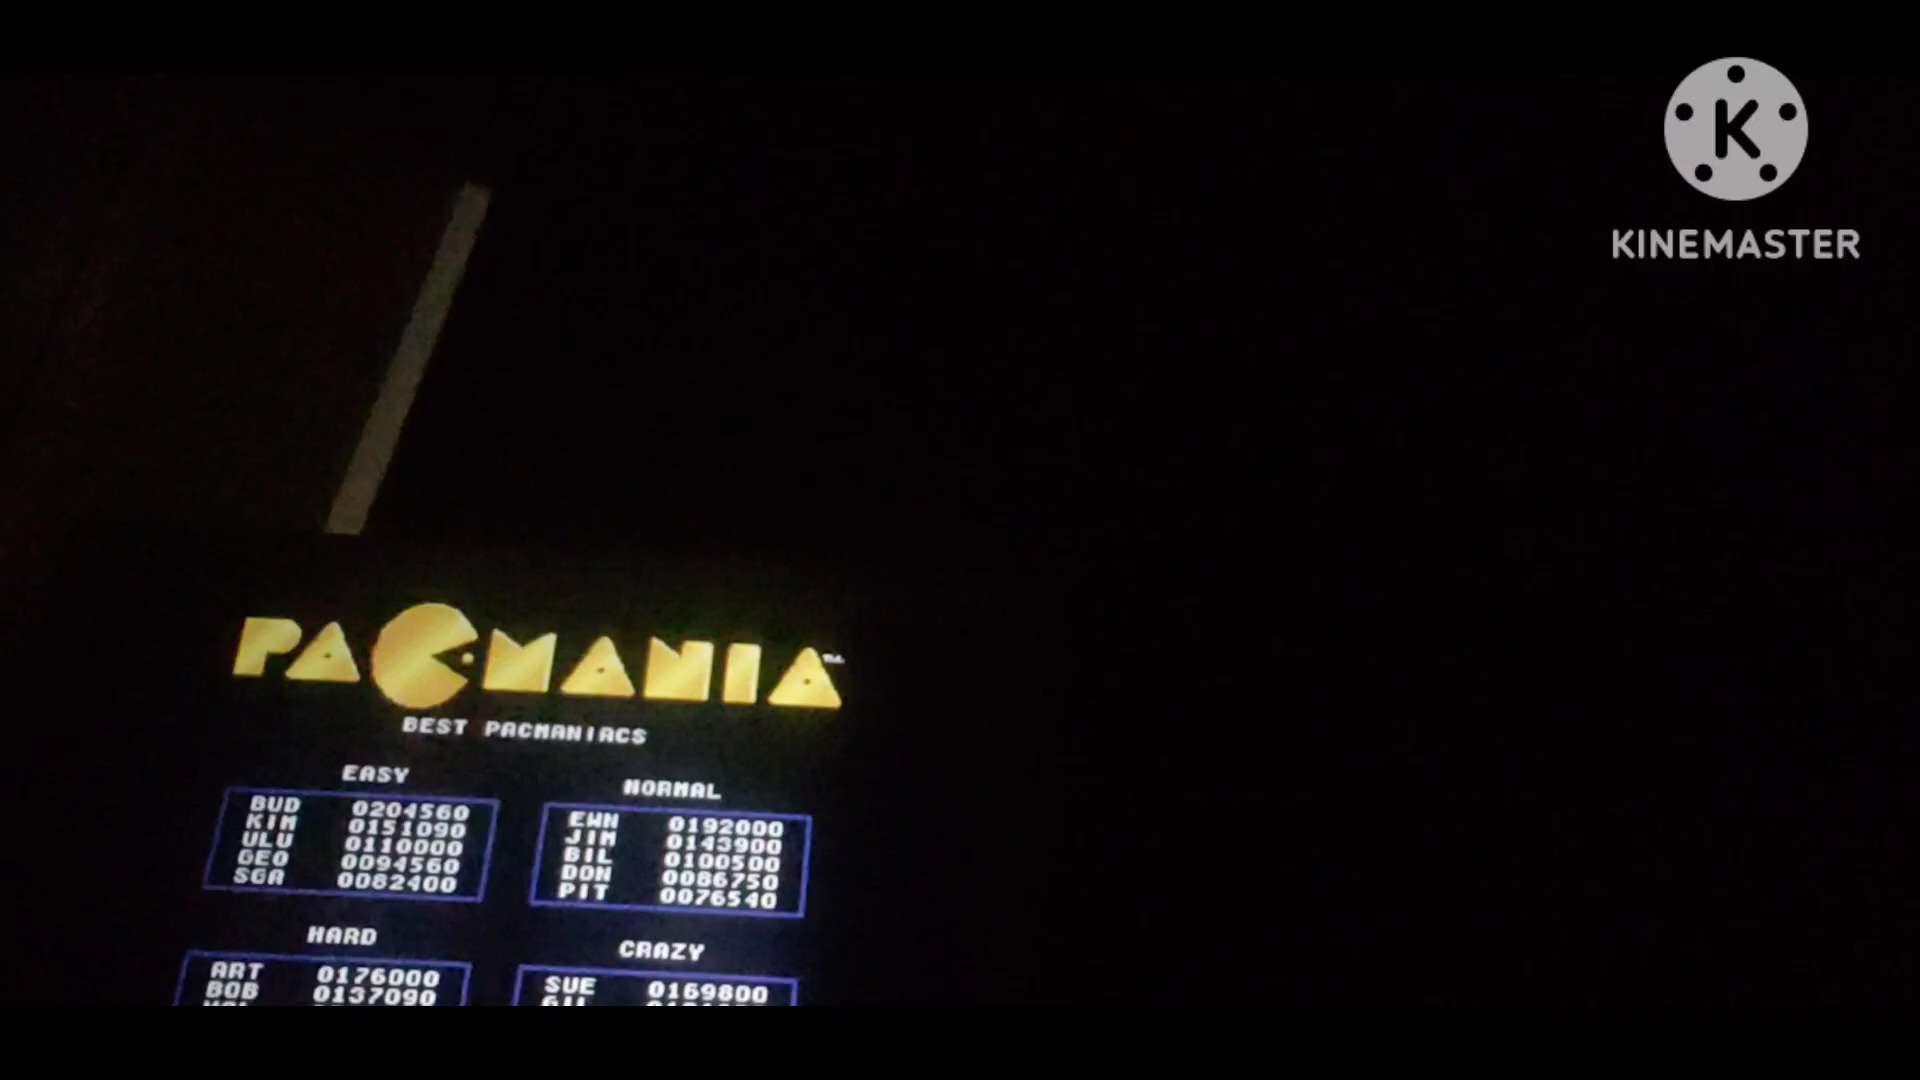 K
KINEMASTER
PACMANIA
BEST PACMANIACS
EASY
BUD 0204560
KIM 0151090
ULU 0110000
GEO 0094560
SGA 0082400
NORMAL
EWN 0192000
JIM 0143900
BIL 0100500
DON 0086750
PIT 0076540
HARD
ART 0176000
BOB 0137090
CRAZY
SUE 0169800